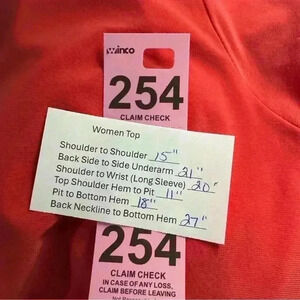 winco
254
CLAIM CHECK
Women Top
Shoulder to Shoulder 15"
Back Side to Side Underarm 21"
Shoulder to Wrist (Long Sleeve) 20"
Top Shoulder Hem to Pit 11"
Pit to Bottom Hem 18"
Back Neckline to Bottom Hem 27"
254
CLAIM CHECK
IN CASE OF ANY LOSS,
CLAIM BEFORE LEAVING